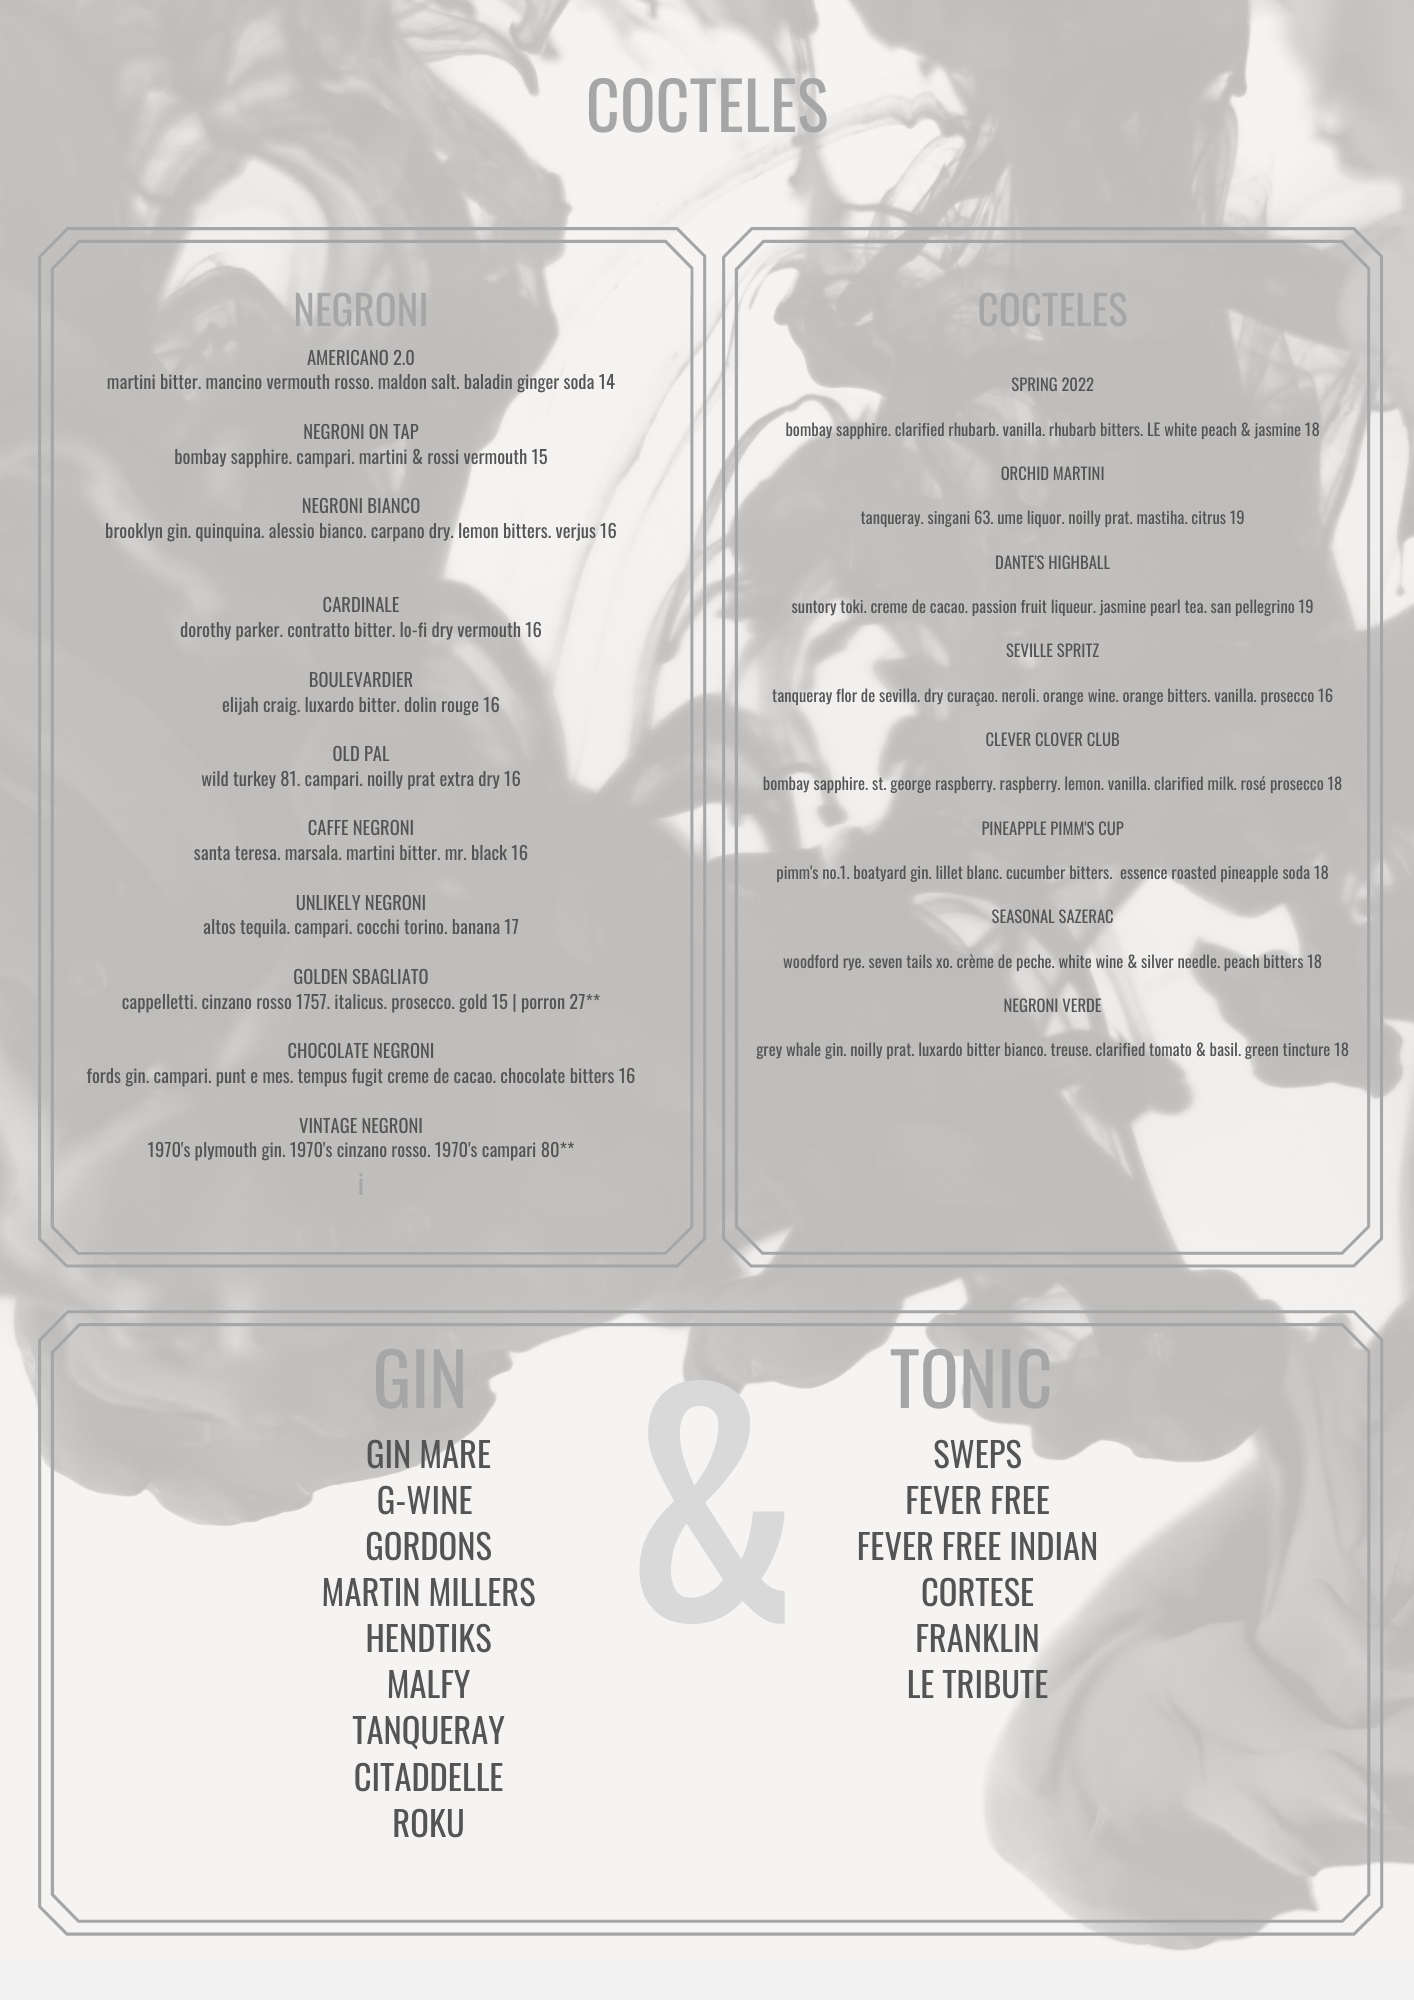 COCTELES
NEGRONI
AMERICANO 2.0
martini bitter. mancino vermouth rosso. maldon salt. baladin ginger soda 14
NEGRONI ON TAP
bombay sapphire. campari. martini & rossi vermouth 15
NEGRONI BIANCO
brooklyn gin. quinquina. alessio bianco. carpano dry. lemon bitters. verjus 16
CARDINALE
dorothy parker. contratto bitter. lo-fi dry vermouth 16
BOULEVARDIER
elijah craig. luxardo bitter. dolin rouge 16
OLD PAL
wild turkey 81. campari. noilly prat extra dry 16
CAFFE NEGRONI
santa teresa. marsala. martini bitter. mr. black 16
UNLIKELY NEGRONI
altos tequila. campari. cocchi torino. banana 17
GOLDEN SBAGLIATO
cappelletti. cinzano rosso 1757. italicus. prosecco. gold 15 | porron 27**
CHOCOLATE NEGRONI
fords gin. campari. punt e mes. tempus fugit creme de cacao. chocolate bitters 16
VINTAGE NEGRONI
1970's plymouth gin. 1970's cinzano rosso. 1970's campari 80**
i
COCTELES
SPRING 2022
bombay sapphire. clarified rhubarb. vanilla. rhubarb bitters. LE white peach & jasmine 18
ORCHID MARTINI
tanqueray. singani 63. ume liquor. noilly prat. mastiha. citrus 19
DANTE'S HIGHBALL
suntory toki. creme de cacao. passion fruit liqueur. jasmine pearl tea. san pellegrino 19
SEVILLE SPRITZ
tanqueray flor de sevilla. dry curaçao. neroli. orange wine. orange bitters. vanilla. prosecco 16
CLEVER CLOVER CLUB
bombay sapphire. st. george raspberry. raspberry. lemon. vanilla. clarified milk. rosé prosecco 18
PINEAPPLE PIMM'S CUP
pimm's no.1. boatyard gin. lillet blanc. cucumber bitters. essence roasted pineapple soda 18
SEASONAL SAZERAC
woodford rye. seven tails xo. crème de peche. white wine & silver needle. peach bitters 18
NEGRONI VERDE
grey whale gin. noilly prat. luxardo bitter bianco. treuse. clarified tomato & basil. green tincture 18
GIN
GIN MARE
G-WINE
GORDONS
MARTIN MILLERS
HENDTIKS
MALFY
TANQUERAY
CITADDELLE
ROKU
&
TONIC
SWEPS
FEVER FREE
FEVER FREE INDIAN
CORTESE
FRANKLIN
LE TRIBUTE